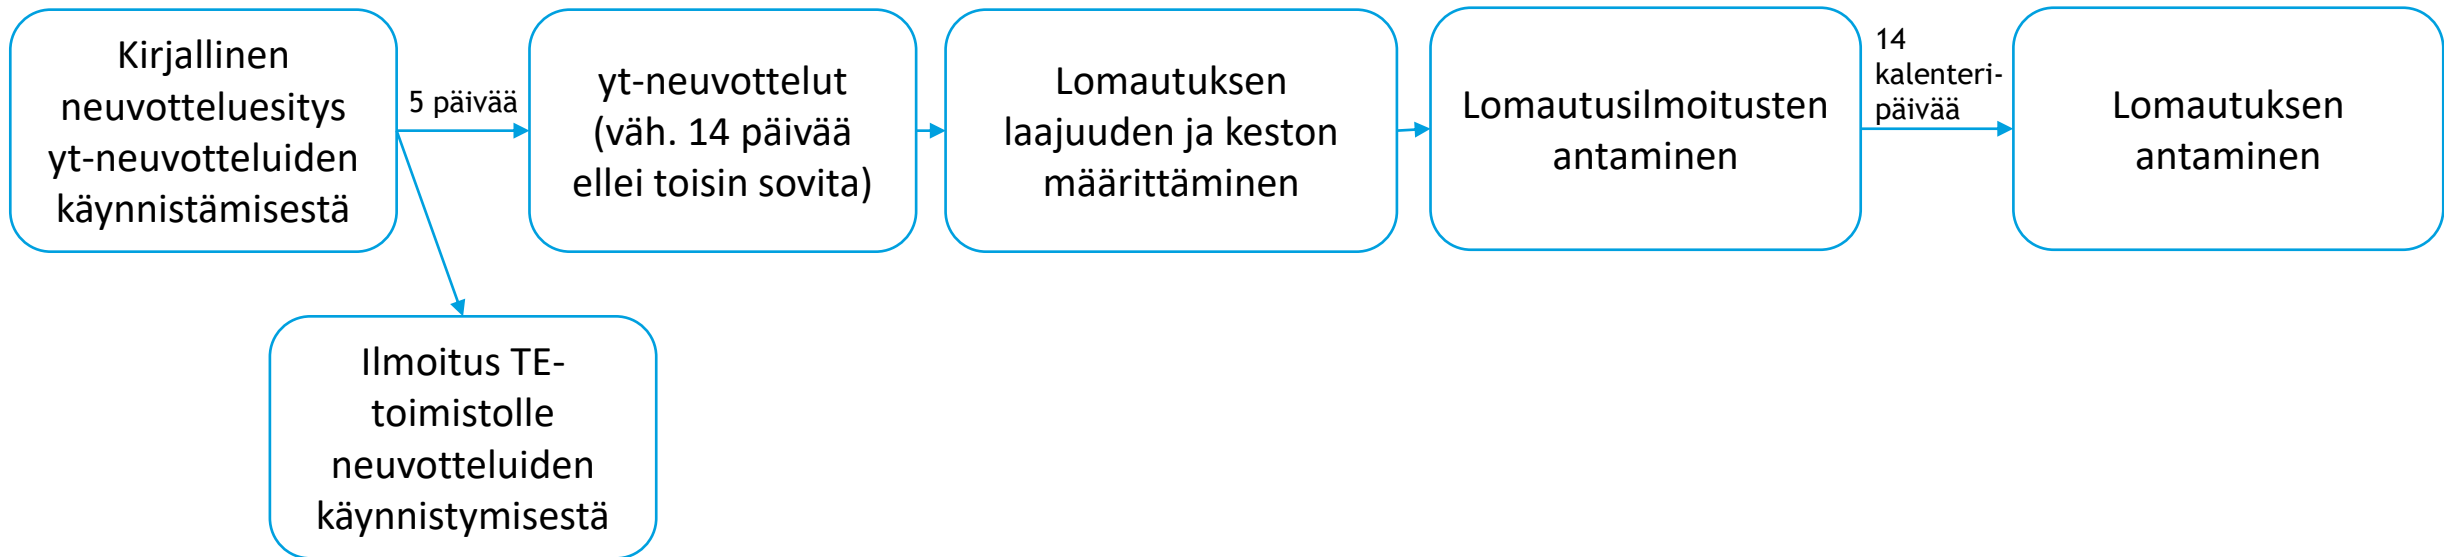 Kirjallinen
neuvotteluesitys
yt-neuvotteluiden
käynnistämisestä
5 päivää
yt-neuvottelut
(väh. 14 päivää
ellei toisin sovita)
Lomautuksen
laajuuden ja keston
määrittäminen
Lomautusilmoitusten
antaminen
14
kalenteri-
päivää
Lomautuksen
antaminen
Ilmoitus TE-
toimistolle
neuvotteluiden
käynnistymisestä